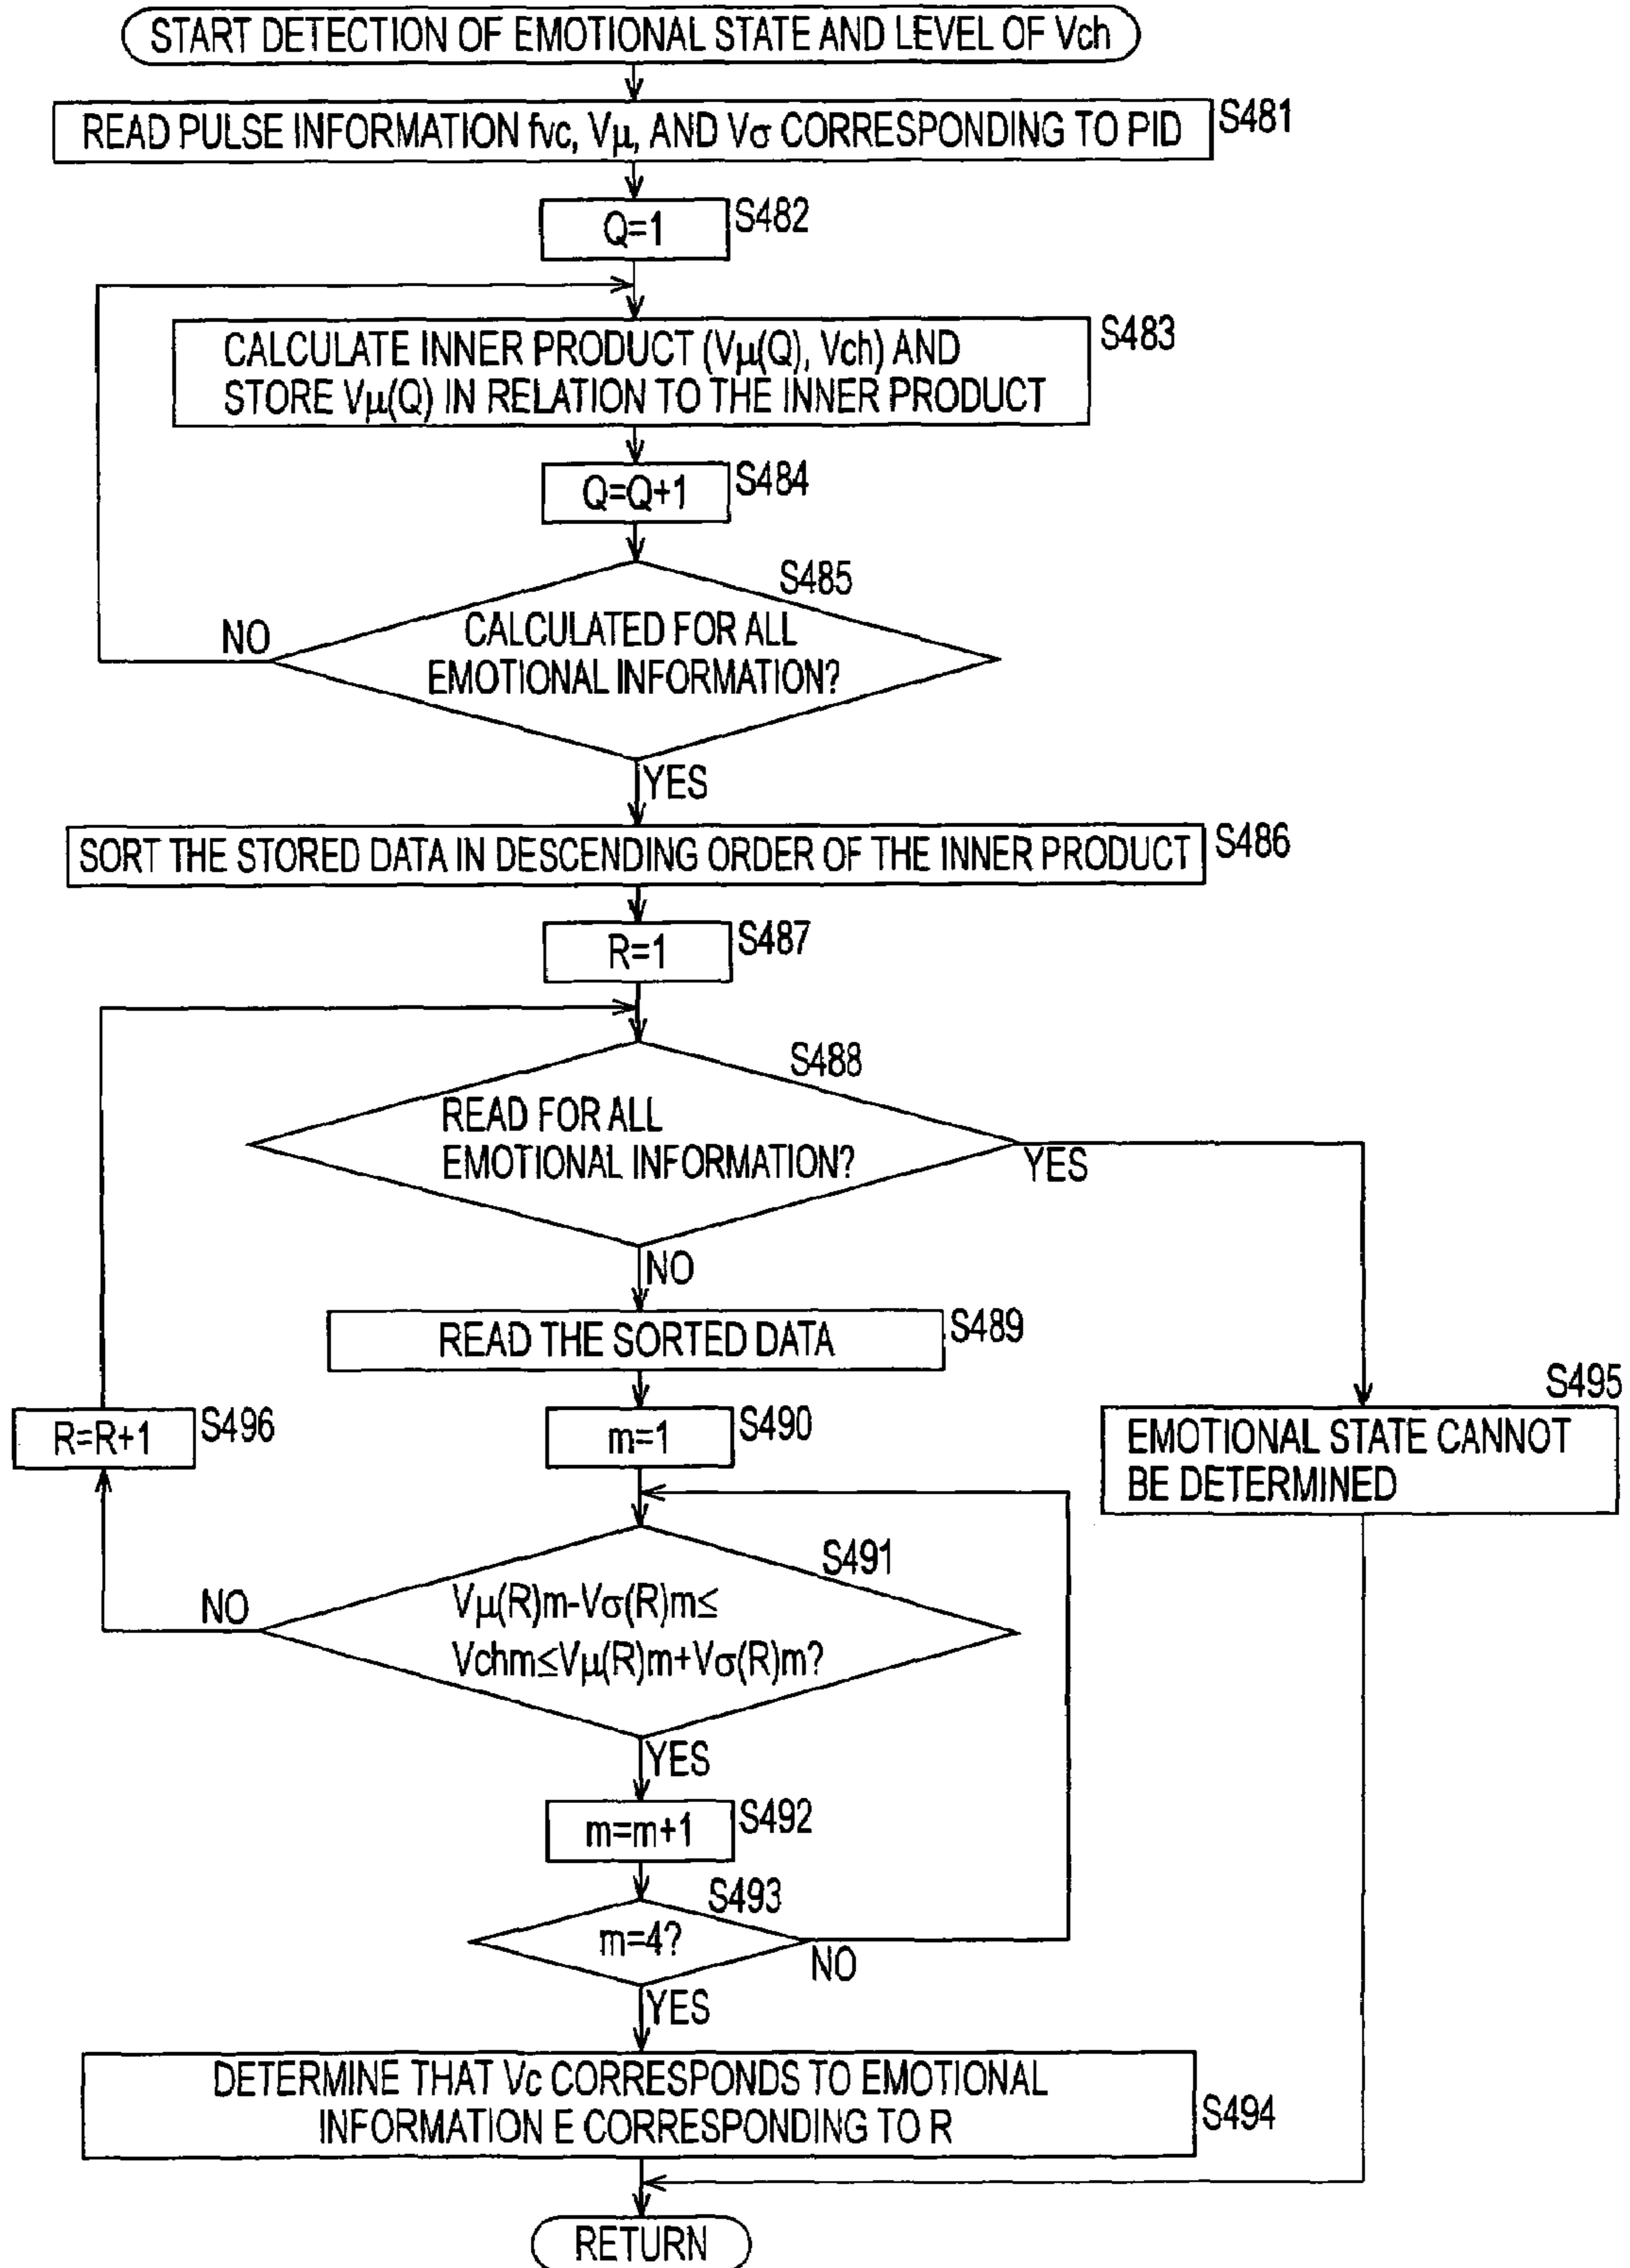 START DETECTION OF EMOTIONAL STATE AND LEVEL OF Vch
READ PULSE INFORMATION fvc, Vμ, AND Vσ CORRESPONDING TO PID
S481
Q=1
S482
CALCULATE INNER PRODUCT (Vμ(Q), Vch) AND
STORE Vμ(Q) IN RELATION TO THE INNER PRODUCT
S483
Q=Q+1
S484
S485
CALCULATED FOR ALL
EMOTIONAL INFORMATION?
NO
YES
SORT THE STORED DATA IN DESCENDING ORDER OF THE INNER PRODUCT
S486
R=1
S487
S488
READ FOR ALL
EMOTIONAL INFORMATION?
YES
NO
READ THE SORTED DATA
S489
S495
R=R+1
S496
m=1
S490
EMOTIONAL STATE CANNOT
BE DETERMINED
S491
NO
Vμ(R)m-Vσ(R)m≤
Vchm≤Vμ(R)m+Vσ(R)m?
YES
m=m+1
S492
S493
m=4?
NO
YES
DETERMINE THAT Vc CORRESPONDS TO EMOTIONAL
INFORMATION E CORRESPONDING TO R
S494
RETURN